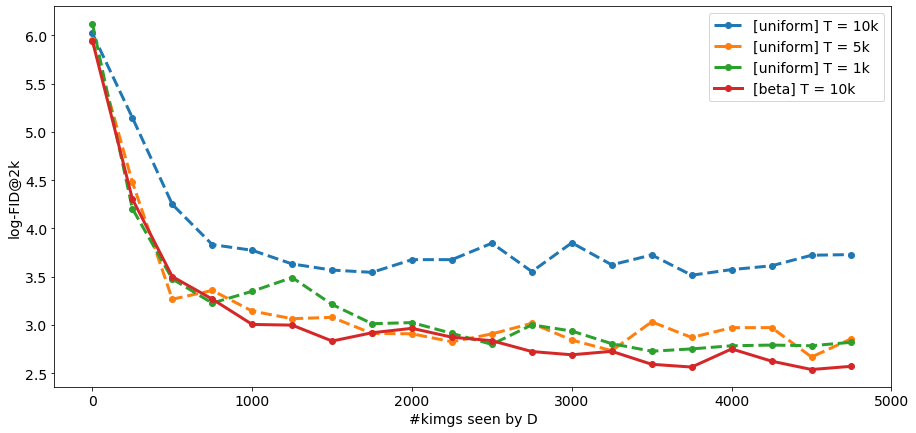 [uniform] T = 10k
[uniform] T = 5k
[uniform] T = 1k
[beta] T = 10k
log-FID@2k
6.0
5.5
5.0
4.5
4.0
3.5
3.0
2.5
0 1000 2000 3000 4000 5000
#kimgs seen by D